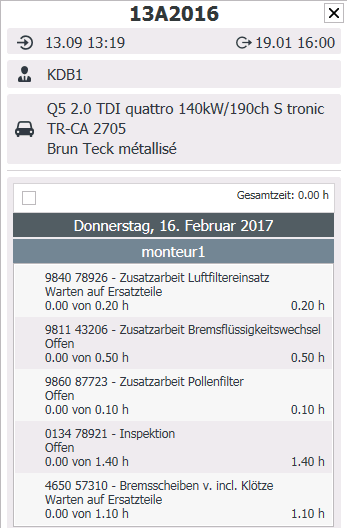 13A2016
13.09 13:19 19.01 16:00
KDB1
Q5 2.0 TDI quattro 140kW/190ch S tronic
TR-CA 2705
Brun Teck métallisé
Gesamtzeit: 0.00 h
Donnerstag, 16. Februar 2017
monteur1
9840 78926 - Zusatzarbeit Luftfiltereinsatz
Warten auf Ersatzteile
0.00 von 0.20 h 0.20 h
9811 43206 - Zusatzarbeit Bremsflüssigkeitswechsel
Offen
0.00 von 0.50 h 0.50 h
9860 87723 - Zusatzarbeit Pollenfilter
Offen
0.00 von 0.10 h 0.10 h
0134 78921 - Inspektion
Offen
0.00 von 1.40 h 1.40 h
4650 57310 - Bremsscheiben v. incl. Klötze
Warten auf Ersatzteile
0.00 von 1.10 h 1.10 h